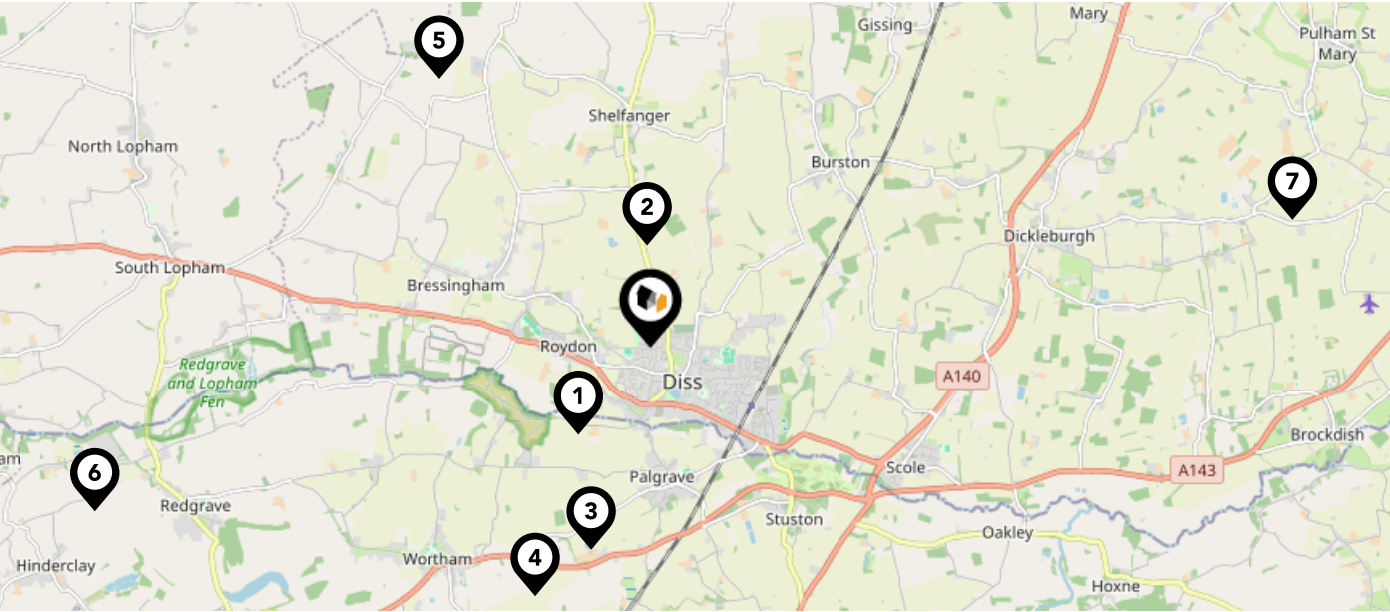 Mary
Gissing
Pulham St
Mary
5
Shelfanger
North Lopham
Burston
7
2
Dickleburgh
South Lopham
Bressingham
Roydon
Redgrave
and Lopham
Fen
Diss
A140
1
Brockdish
am
6
Palgrave
Scole
A143
Redgrave
3
Stuston
Oakley
4
Wortham
Hinderclay
Hoxne